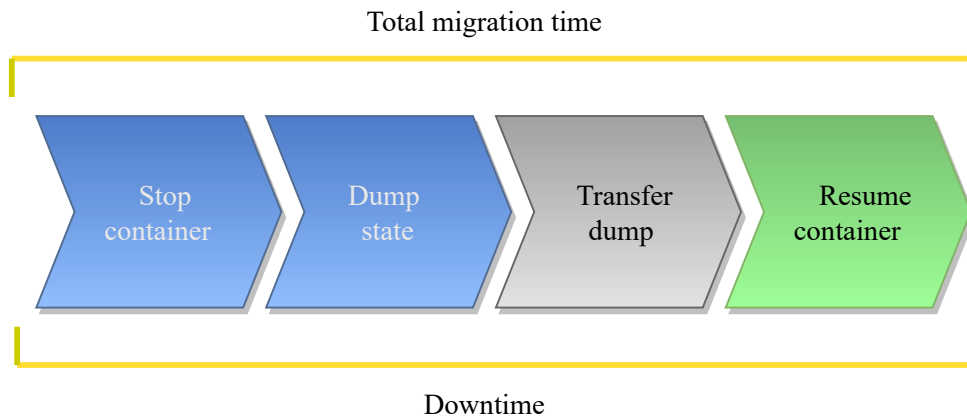 Total migration time
Stop
container
Dump
state
Transfer
dump
Resume
container
Downtime